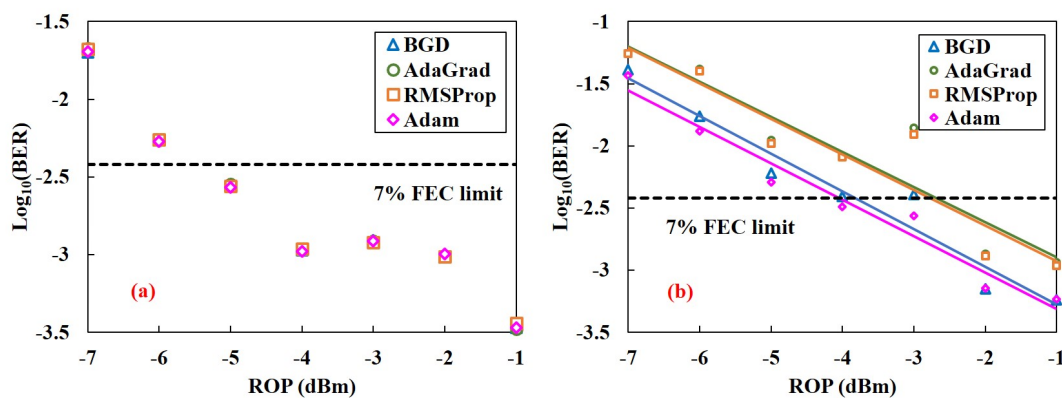 -1.5
-2
-2.5
-3
-3.5
Log10(BER)
BGD
AdaGrad
RMSProp
Adam
7% FEC limit
(a)
-7 -6 -5 -4 -3 -2 -1
ROP (dBm)
-1
-1.5
-2
-2.5
-3
-3.5
Log10(BER)
BGD
AdaGrad
RMSProp
Adam
7% FEC limit
(b)
-7 -6 -5 -4 -3 -2 -1
ROP (dBm)